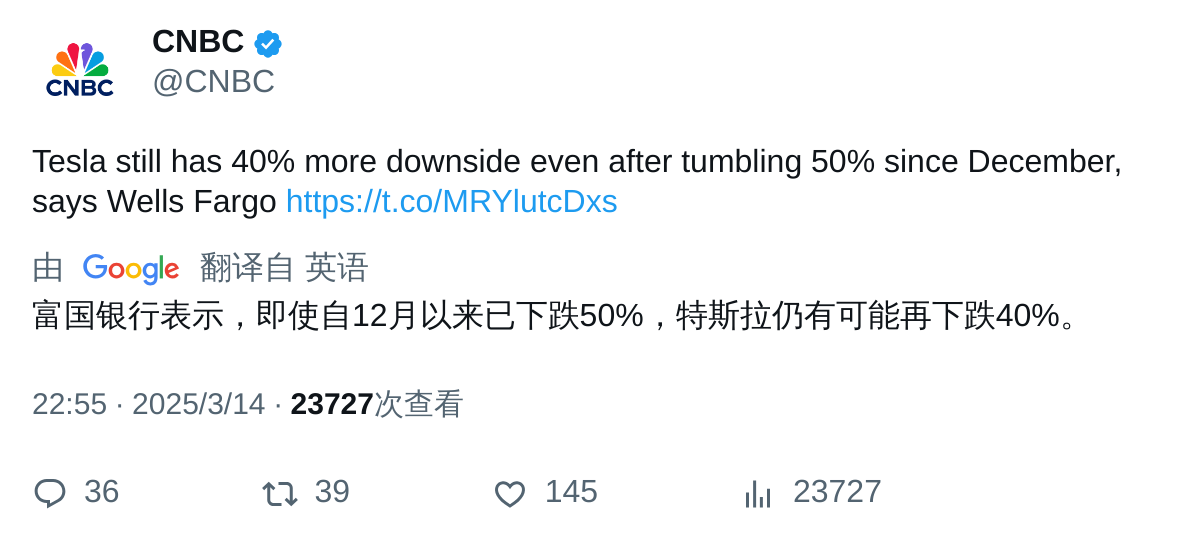 CNBC
CNBC
@CNBC
Tesla still has 40% more downside even after tumbling 50% since December,
says Wells Fargo https://t.co/MRYlutcDxs
由 Google 翻译自 英语
富国银行表示，即使自12月以来已下跌50%，特斯拉仍有可能再下跌40%。
22:55 · 2025/3/14 · 23727次查看
36 39 145 23727